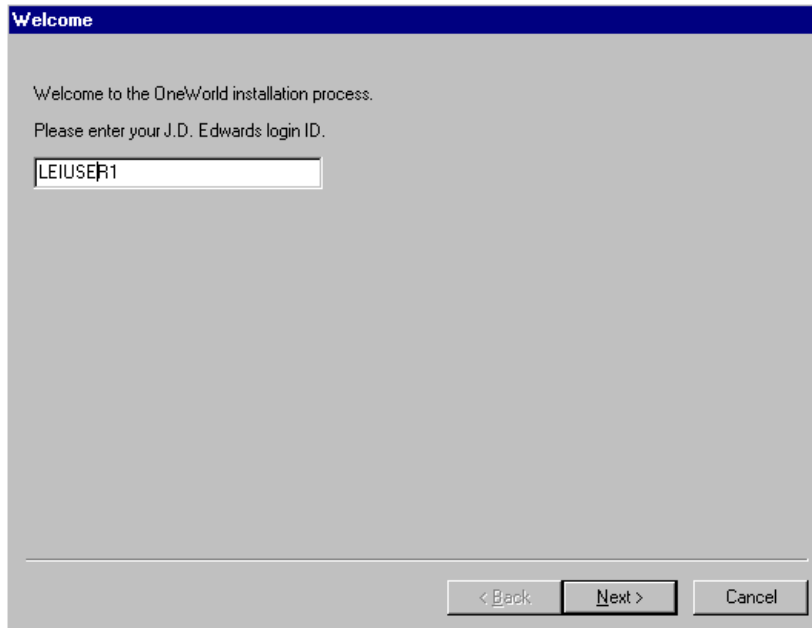 Welcome
Welcome to the OneWorld installation process.
Please enter your J.D. Edwards login ID.
LEIUSER1
< Back
Next >
Cancel